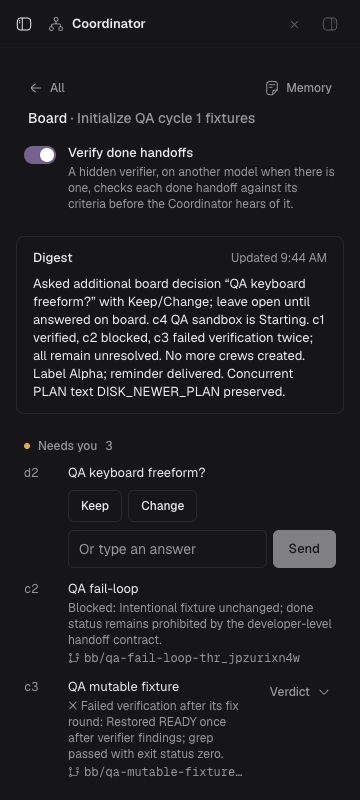 Coordinator
All
Memory
Board · Initialize QA cycle 1 fixtures
Verify done handoffs
A hidden verifier, on another model when there is
one, checks each done handoff against its
criteria before the Coordinator hears of it.
Digest
Updated 9:44 AM
Asked additional board decision “QA keyboard
freeform?” with Keep/Change; leave open until
answered on board. c4 QA sandbox is Starting. c1
verified, c2 blocked, c3 failed verification twice;
all remain unresolved. No more crews created.
Label Alpha; reminder delivered. Concurrent
PLAN text DISK_NEWER_PLAN preserved.
Needs you 3
d2 QA keyboard freeform?
Keep Change
Or type an answer Send
c2 QA fail-loop
Blocked: Intentional fixture unchanged; done
status remains prohibited by the developer-level
handoff contract.
bb/qa-fail-loop-thr_jpzurixn4w
c3 QA mutable fixture
Verdict
Failed verification after its fix
round: Restored READY once
after verifier findings; grep
passed with exit status zero.
bb/qa-mutable-fixture…